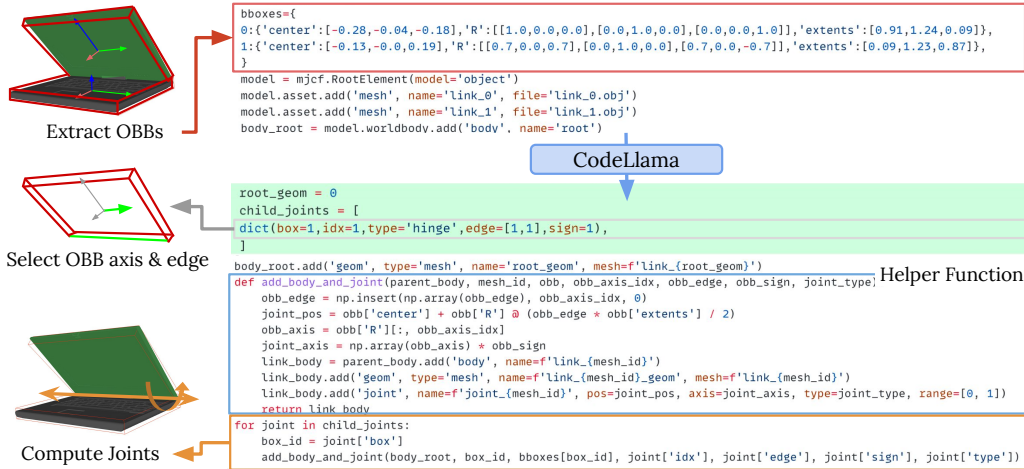 bboxes={
0:{'center':[-0.28,-0.04,-0.18],'R':[[1.0,0.0,0.0],[0.0,1.0,0.0],[0.0,0.0,1.0]],'extents':[0.91,1.24,0.09]},
1:{'center':[-0.13,-0.0,0.19],'R':[[0.7,0.0,0.7],[0.0,1.0,0.0],[0.7,0.0,-0.7]],'extents':[0.09,1.23,0.87]},
}
model = mjcf.RootElement(model='object')
model.asset.add('mesh', name='link_0', file='link_0.obj')
model.asset.add('mesh', name='link_1', file='link_1.obj')
body_root = model.worldbody.add('body', name='root')
Extract OBBs
CodeLlama
root_geom = 0
child_joints = [
dict(box=1,idx=1,type='hinge',edge=[1,1],sign=1),
]
Select OBB axis & edge
body_root.add('geom', type='mesh', name='root_geom', mesh=f'link_{root_geom}')
Helper Function
def add_body_and_joint(parent_body, mesh_id, obb, obb_axis_idx, obb_edge, obb_sign, joint_type)
obb_edge = np.insert(np.array(obb_edge), obb_axis_idx, 0)
joint_pos = obb['center'] + obb['R'] @ (obb_edge * obb['extents'] / 2)
obb_axis = obb['R'][:, obb_axis_idx]
joint_axis = np.array(obb_axis) * obb_sign
link_body = parent_body.add('body', name=f'link_{mesh_id}')
link_body.add('geom', type='mesh', name=f'link_{mesh_id}_geom', mesh=f'link_{mesh_id}')
link_body.add('joint', name=f'joint_{mesh_id}', pos=joint_pos, axis=joint_axis, type=joint_type, range=[0, 1])
return link_body
for joint in child_joints:
box_id = joint['box']
add_body_and_joint(body_root, box_id, bboxes[box_id], joint['idx'], joint['edge'], joint['sign'], joint['type'])
Compute Joints